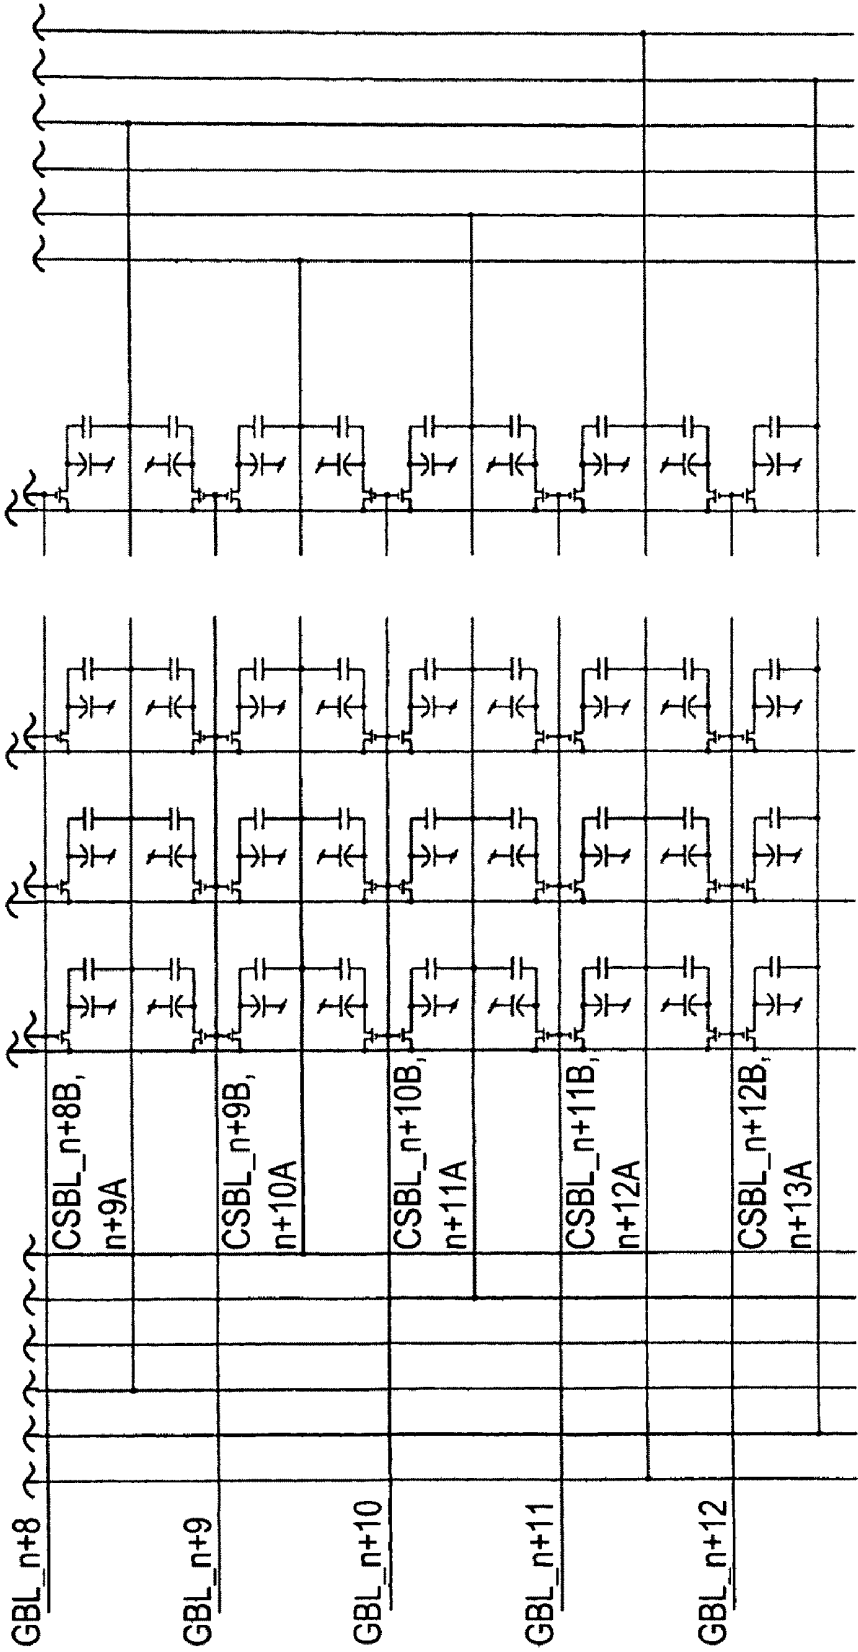 GBL_n+8
CSBL_n+8B,
n+9A
GBL_n+9
CSBL_n+9B,
n+10A
GBL_n+10
CSBL_n+10B,
n+11A
GBL_n+11
CSBL_n+11B,
n+12A
GBL_n+12
CSBL_n+12B,
n+13A